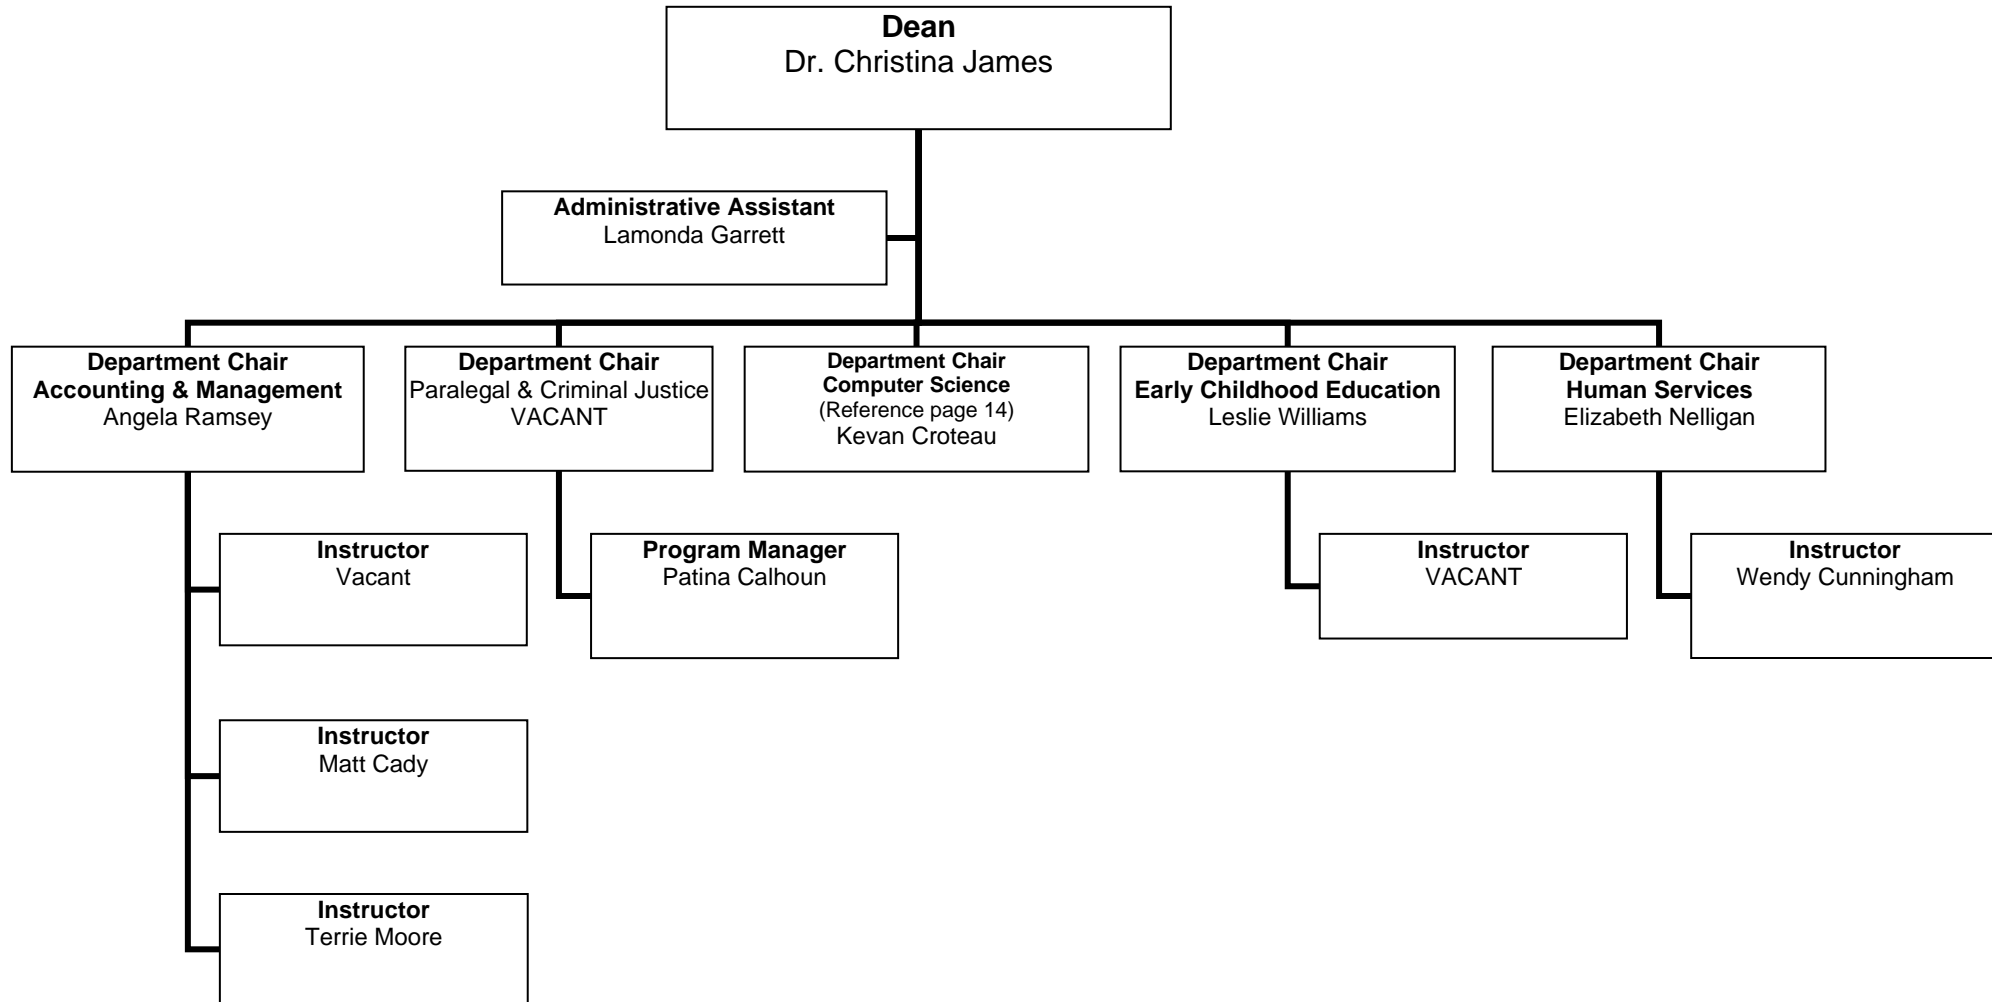 Dean
Dr. Christina James
Administrative Assistant
Lamonda Garrett
Department Chair
Accounting & Management
Angela Ramsey
Department Chair
Paralegal & Criminal Justice
VACANT
Department Chair
Computer Science
(Reference page 14)
Kevan Croteau
Department Chair
Early Childhood Education
Leslie Williams
Department Chair
Human Services
Elizabeth Nelligan
Instructor
Vacant
Program Manager
Patina Calhoun
Instructor
VACANT
Instructor
Wendy Cunningham
Instructor
Matt Cady
Instructor
Terrie Moore